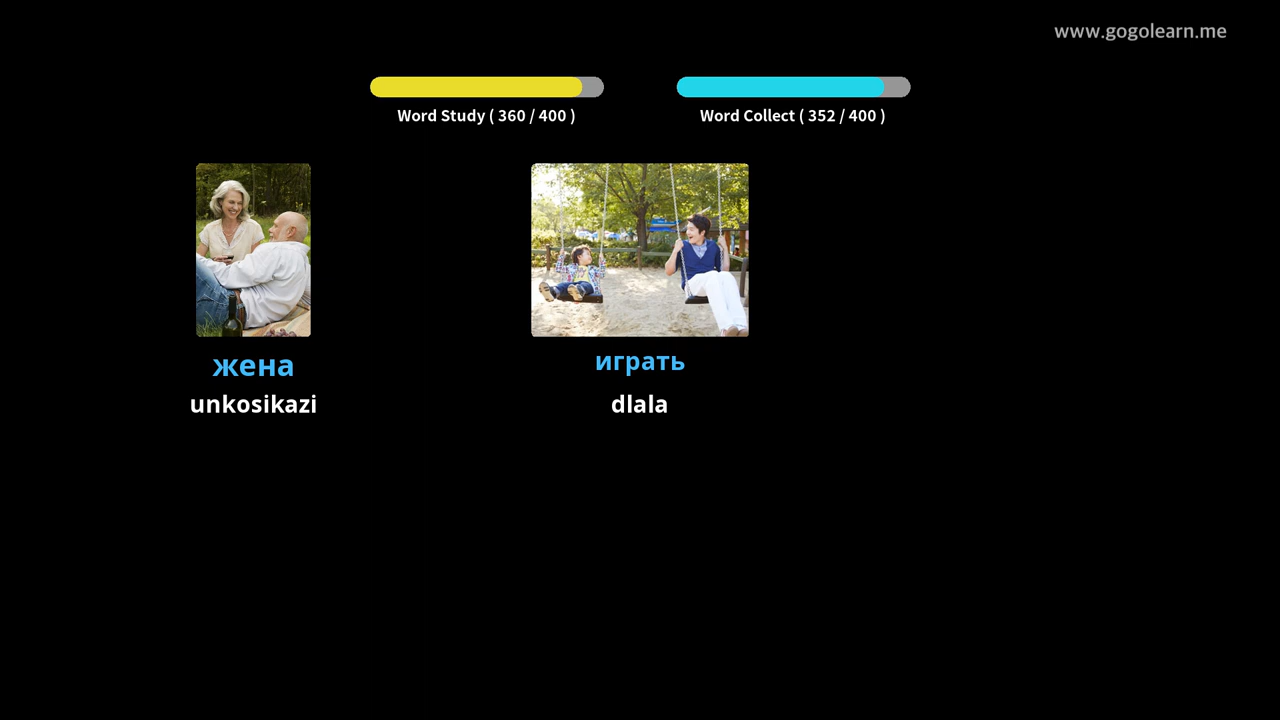 www.gogolearn.me
Word Study ( 360 / 400 )
Word Collect ( 352 / 400 )
жена
unkosikazi
играть
dlala